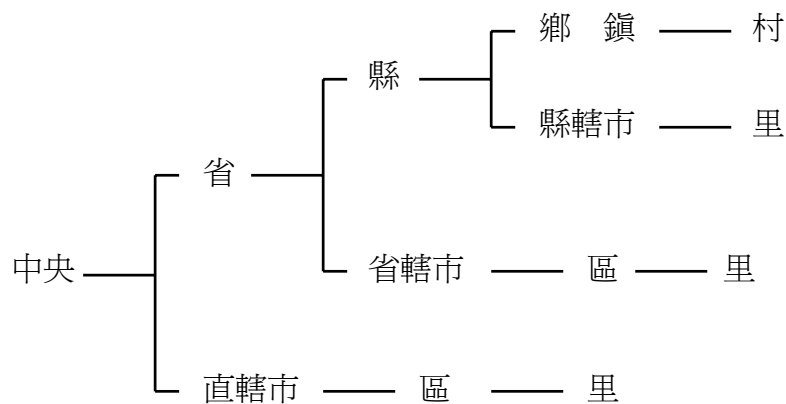 鄉 鎮 村
縣
縣轄市 里
省
中央
省轄市 區 里
直轄市 區 里